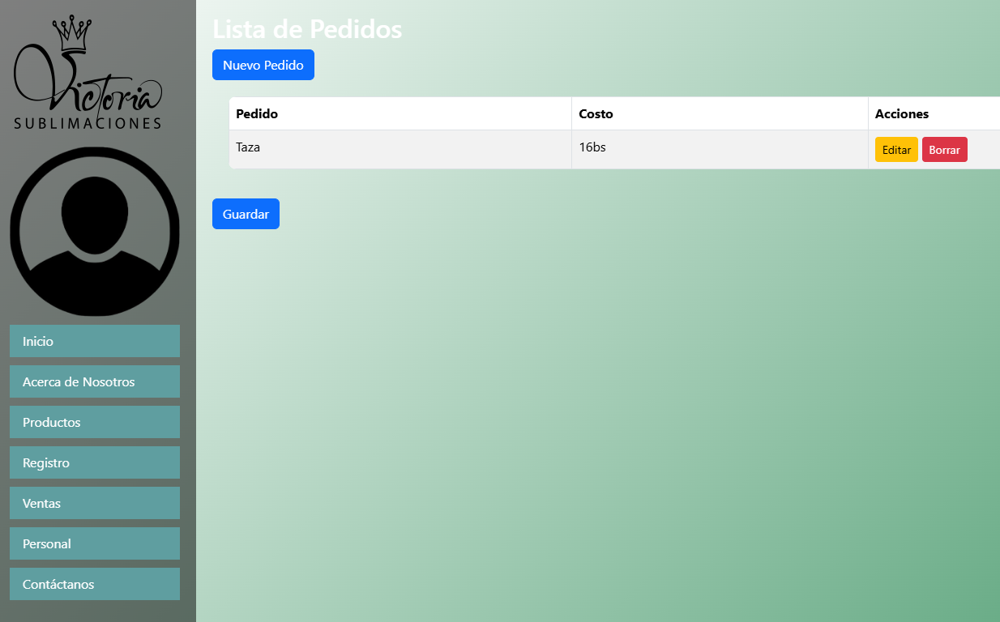 Victoria
SUBLIMACIONES
Inicio
Acerca de Nosotros
Productos
Registro
Ventas
Personal
Contáctanos
Lista de Pedidos
Nuevo Pedido
Pedido Costo Acciones
Taza 16bs Editar Borrar
Guardar